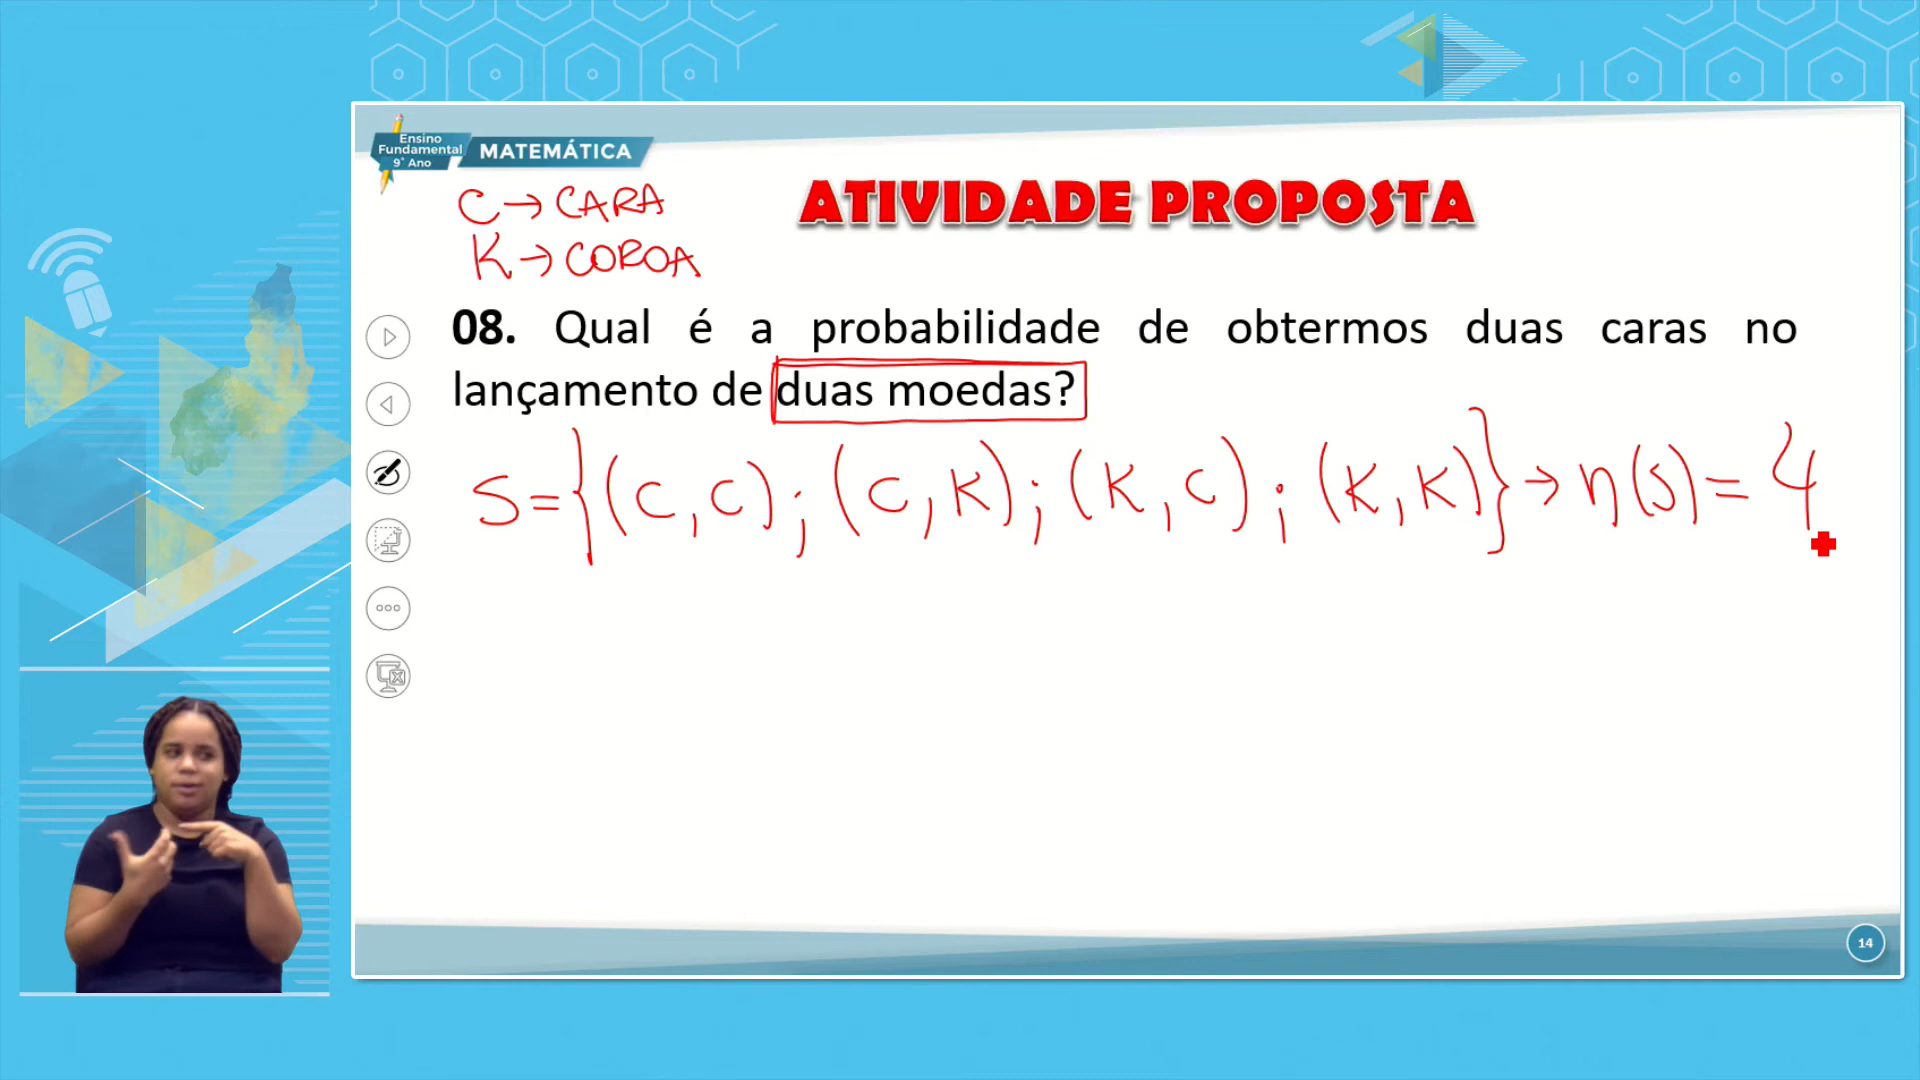 Ensino
Fundamental
9° Ano
MATEMÁTICA
C → CARA
K → COROA
ATIVIDADE PROPOSTA
08. Qual é a probabilidade de obtermos duas caras no
lançamento de duas moedas?
S={(C,C);(C,K);(K,C);(K,K)}→n(S)=4
14